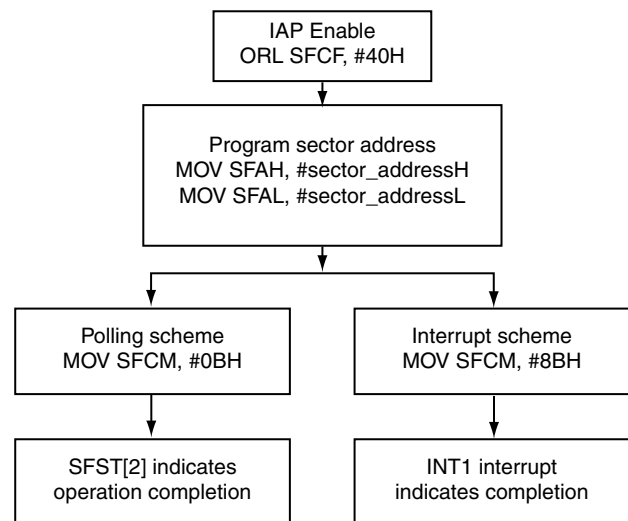 IAP Enable
ORL SFCF, #40H
Program sector address
MOV SFAH, #sector_addressH
MOV SFAL, #sector_addressL
Polling scheme
MOV SFCM, #0BH
Interrupt scheme
MOV SFCM, #8BH
SFST[2] indicates
operation completion
INT1 interrupt
indicates completion